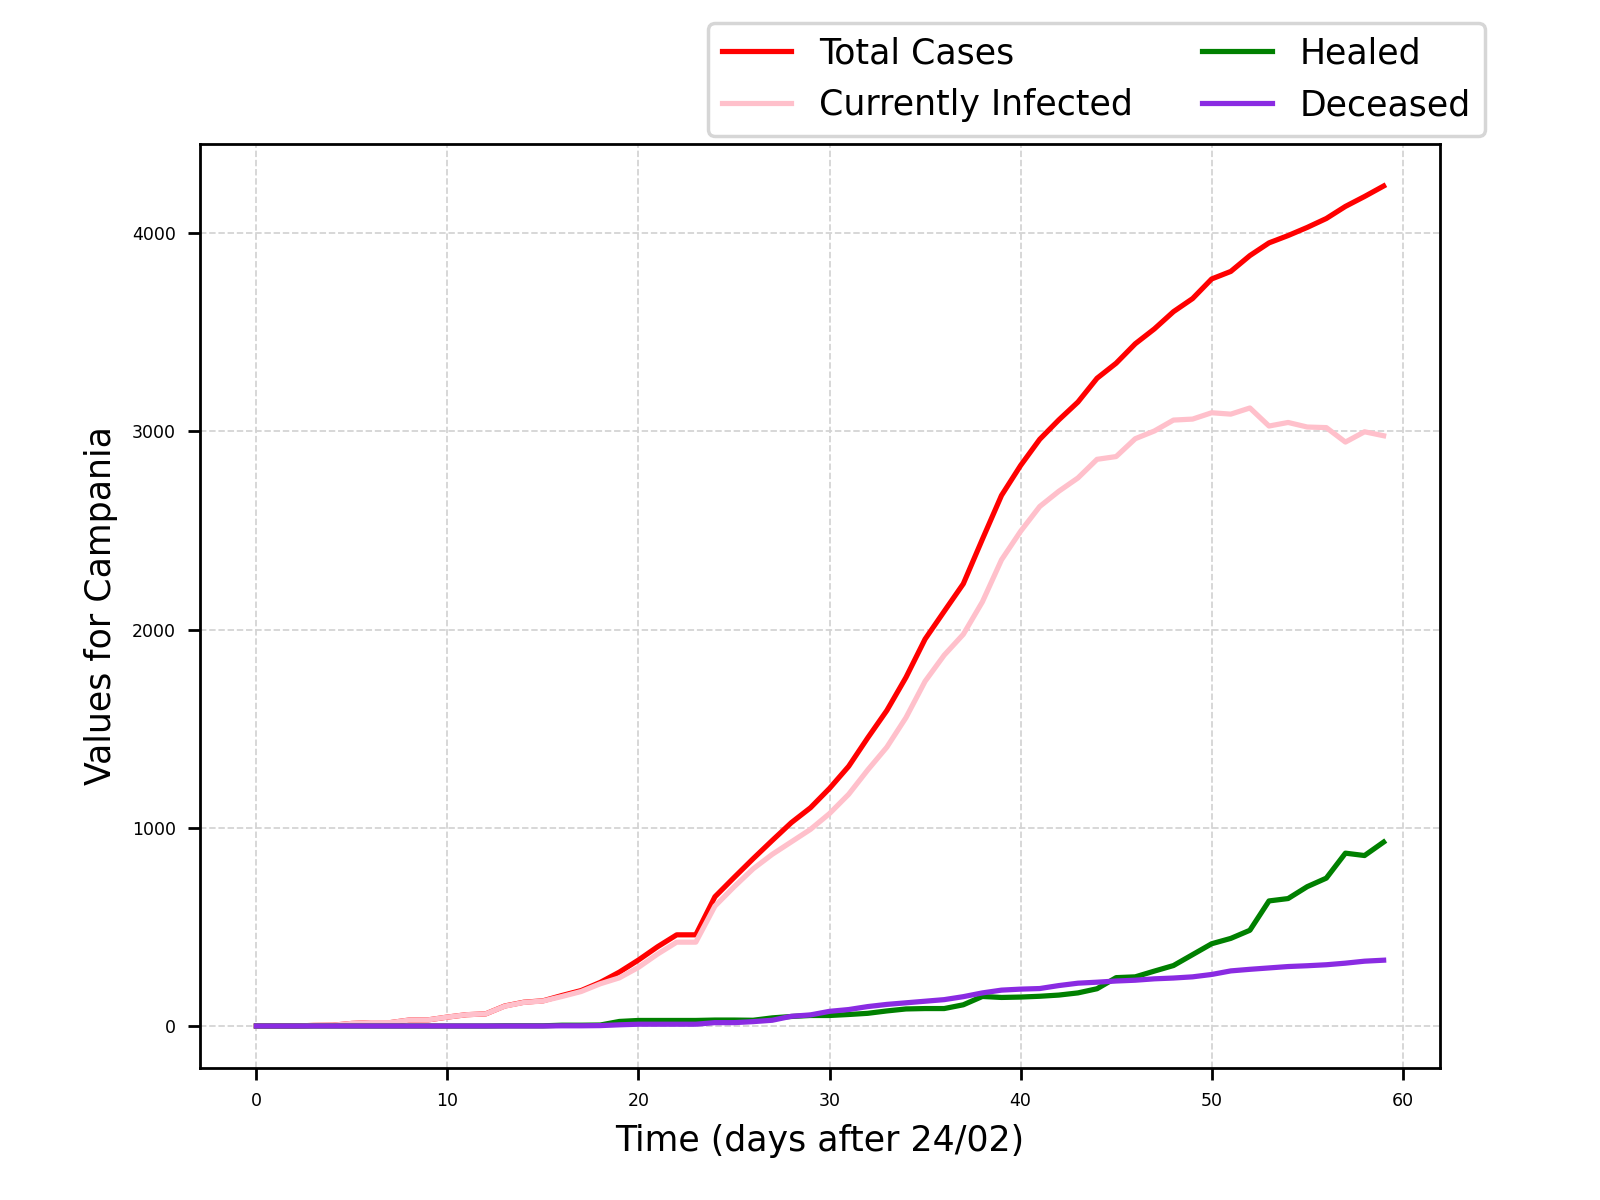 Total Cases
Currently Infected
Healed
Deceased
Values for Campania
4000
3000
2000
1000
0
0 10 20 30 40 50 60
Time (days after 24/02)